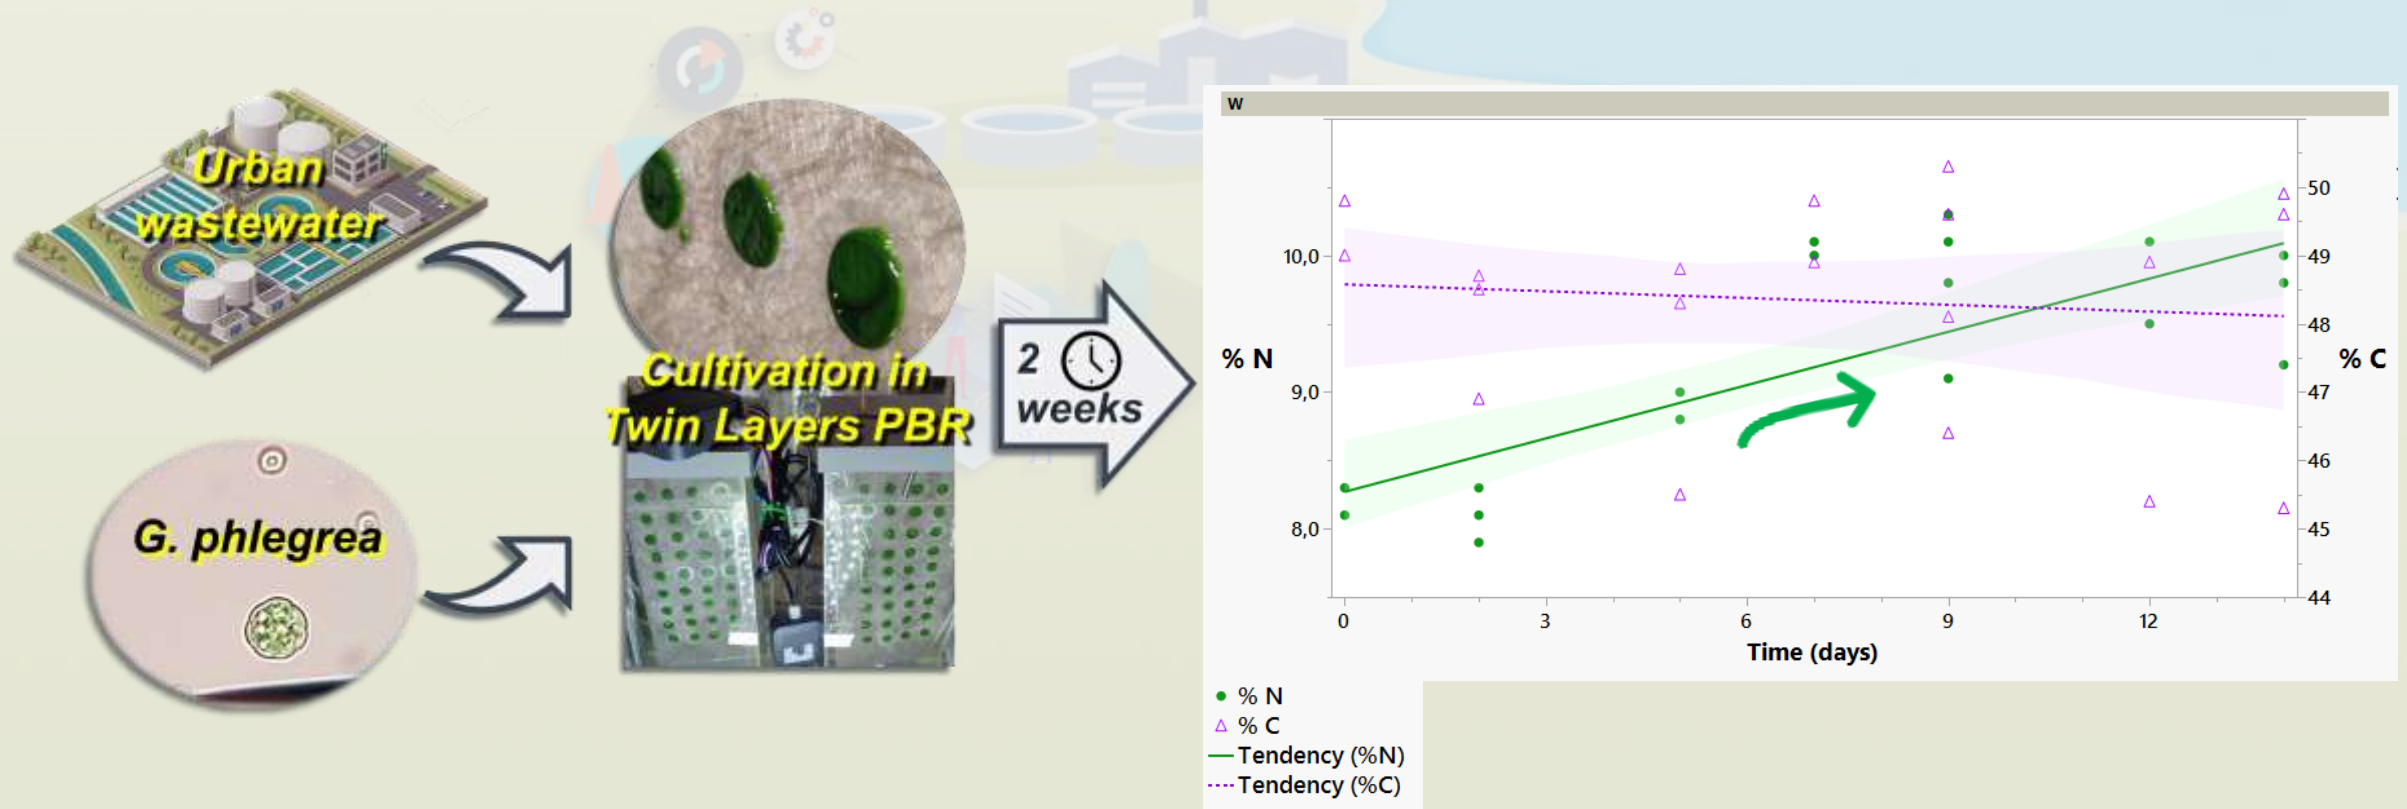 Urban
wastewater
G. phlegrea
Cultivation in
Twin Layers PBR
2
weeks
W
% N
10,0
9,0
8,0
% C
50
49
48
47
46
45
44
0
3
6
9
12
Time (days)
% N
% C
Tendency (%N)
Tendency (%C)